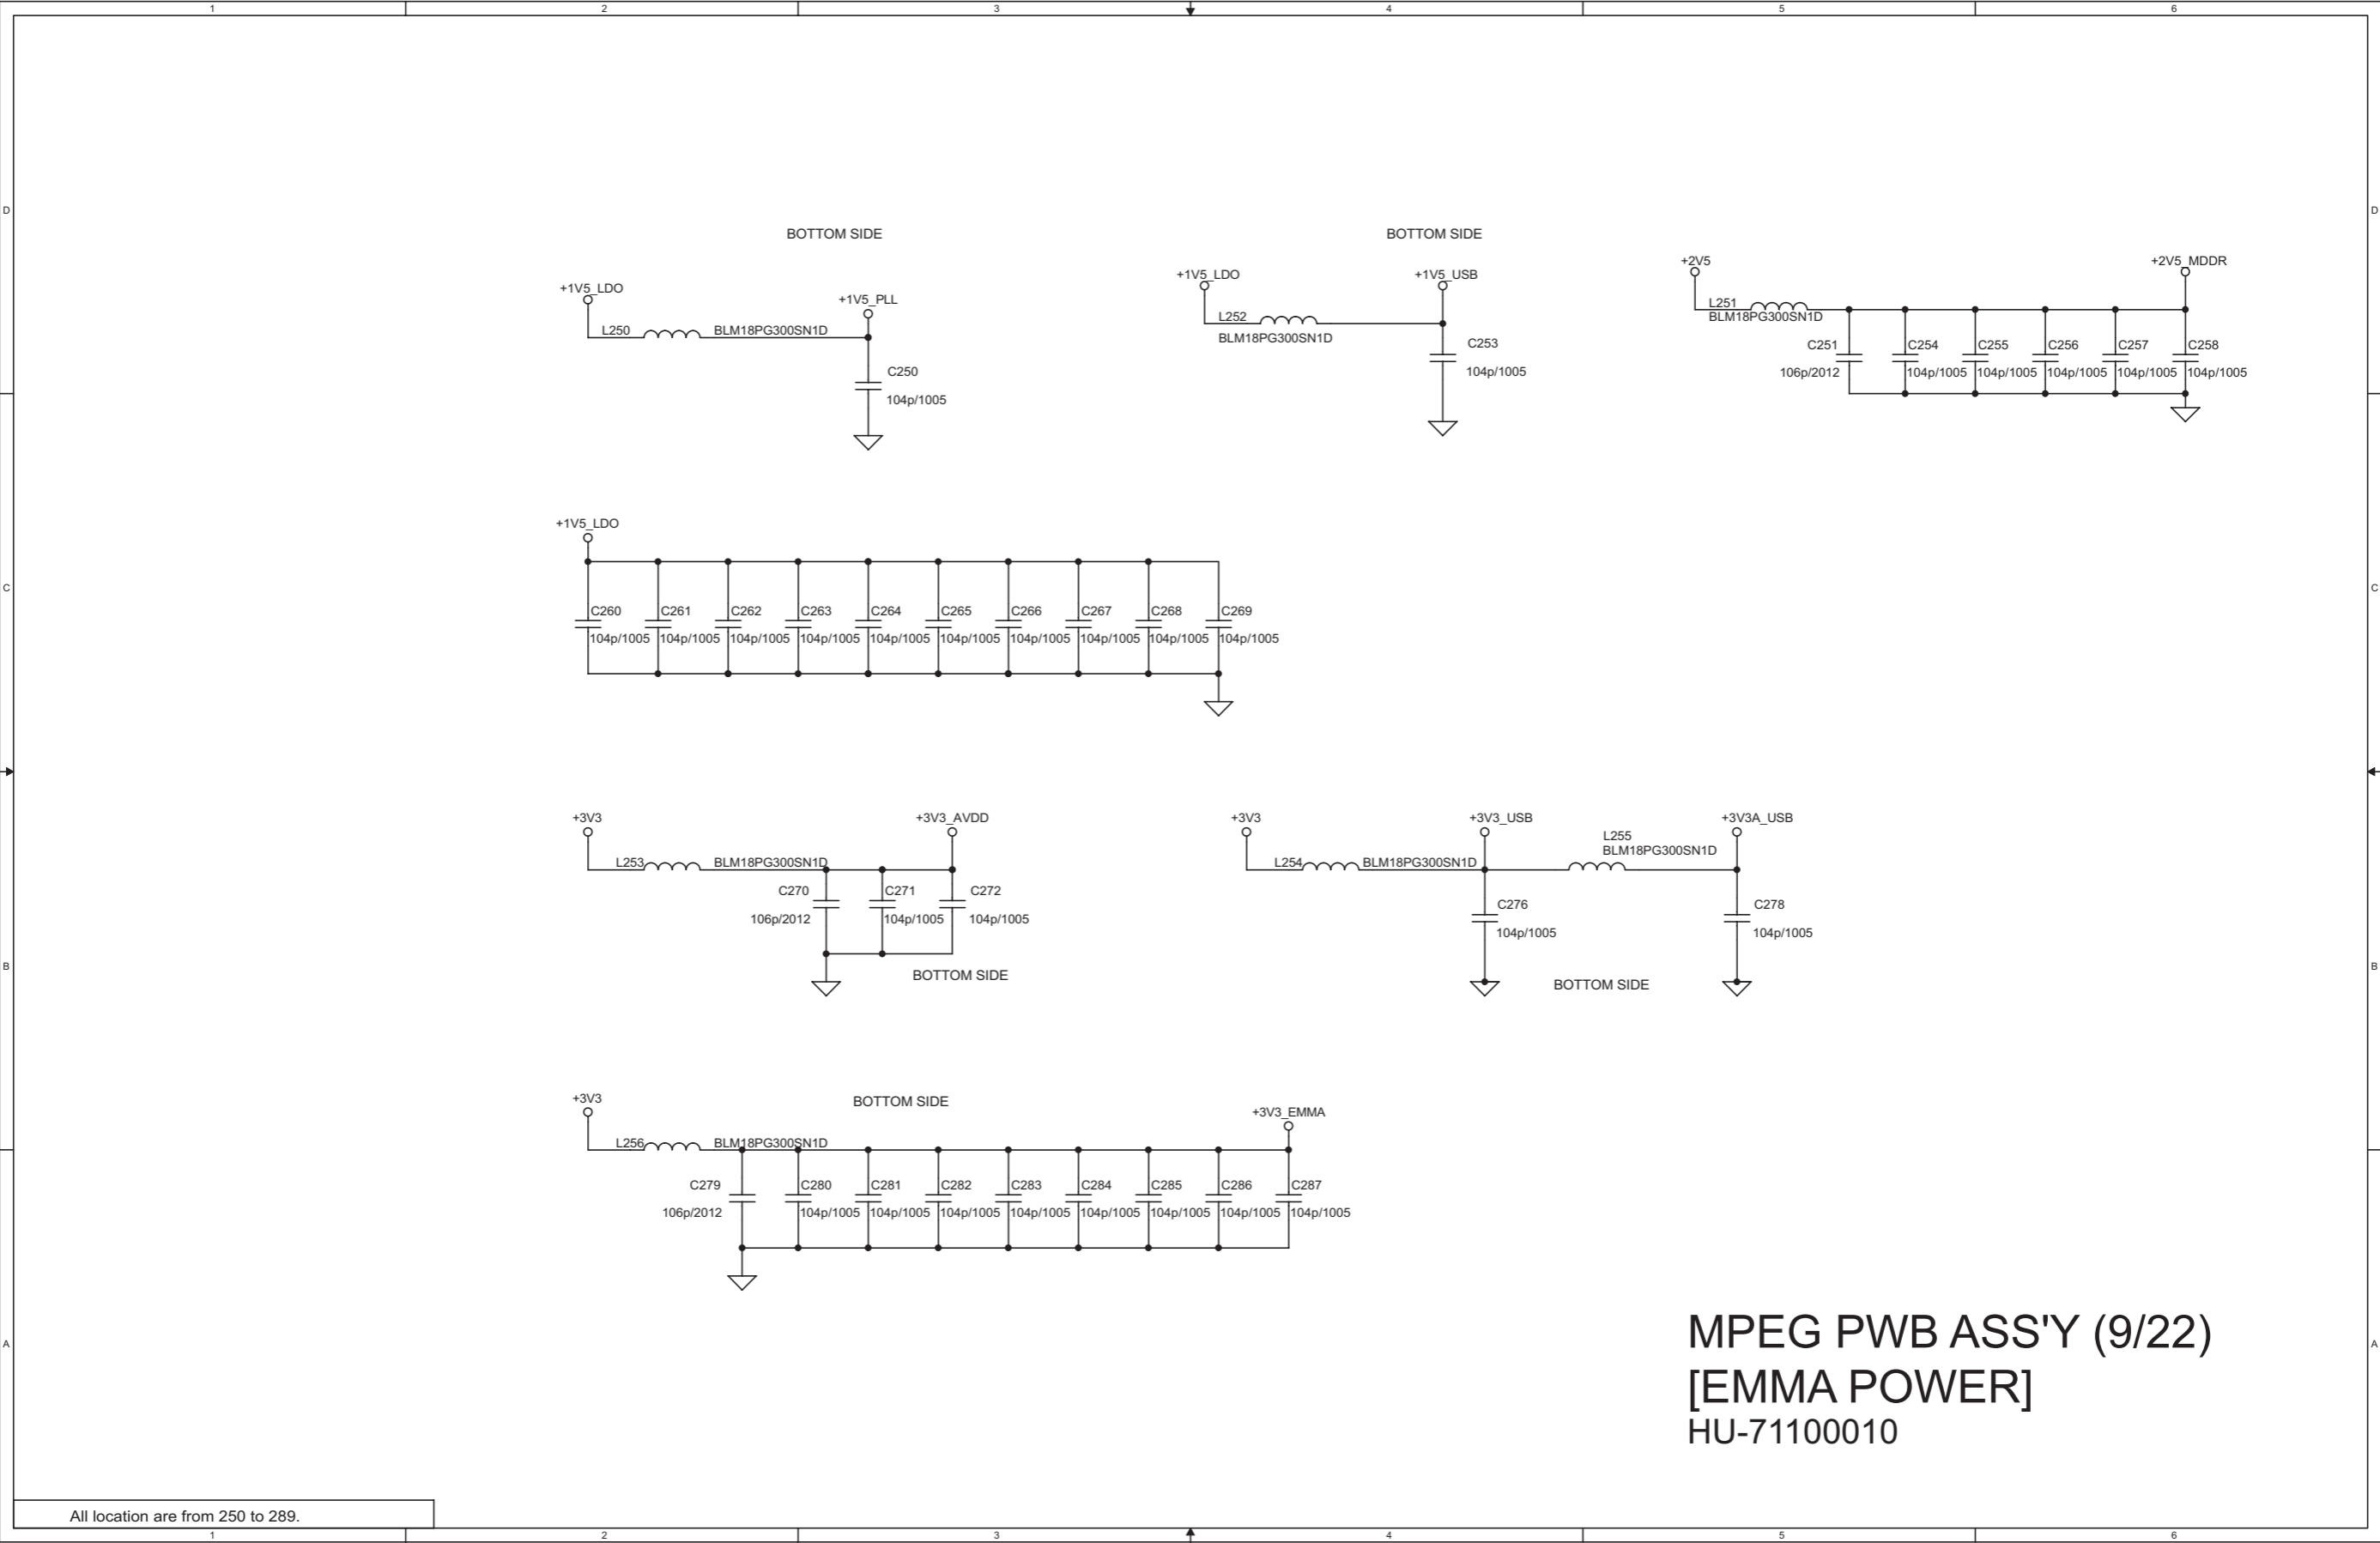 1 2 3 4 5 6
D D
BOTTOM SIDE
+1V5_LDO
+1V5_PLL
L250 BLM18PG300SN1D
C250
104p/1005
BOTTOM SIDE
+1V5_LDO
+1V5_USB
L252
BLM18PG300SN1D
C253
104p/1005
+2V5
+2V5_MDDR
L251
BLM18PG300SN1D
C251 C254 C255 C256 C257 C258
106p/2012 104p/1005 104p/1005 104p/1005 104p/1005 104p/1005
C C
+1V5_LDO
C260 C261 C262 C263 C264 C265 C266 C267 C268 C269
104p/1005 104p/1005 104p/1005 104p/1005 104p/1005 104p/1005 104p/1005 104p/1005 104p/1005 104p/1005
+3V3
+3V3_AVDD
L253 BLM18PG300SN1D
C270 C271 C272
106p/2012 104p/1005 104p/1005
BOTTOM SIDE
+3V3
+3V3_USB
+3V3A_USB
L254 BLM18PG300SN1D
L255
BLM18PG300SN1D
C276 C278
104p/1005 104p/1005
BOTTOM SIDE
B B
+3V3
BOTTOM SIDE
+3V3_EMMA
L256 BLM18PG300SN1D
C279 C280 C281 C282 C283 C284 C285 C286 C287
106p/2012 104p/1005 104p/1005 104p/1005 104p/1005 104p/1005 104p/1005 104p/1005 104p/1005
A A
MPEG PWB ASS'Y (9/22)
[EMMA POWER]
HU-71100010
All location are from 250 to 289.
1 2 3 4 5 6